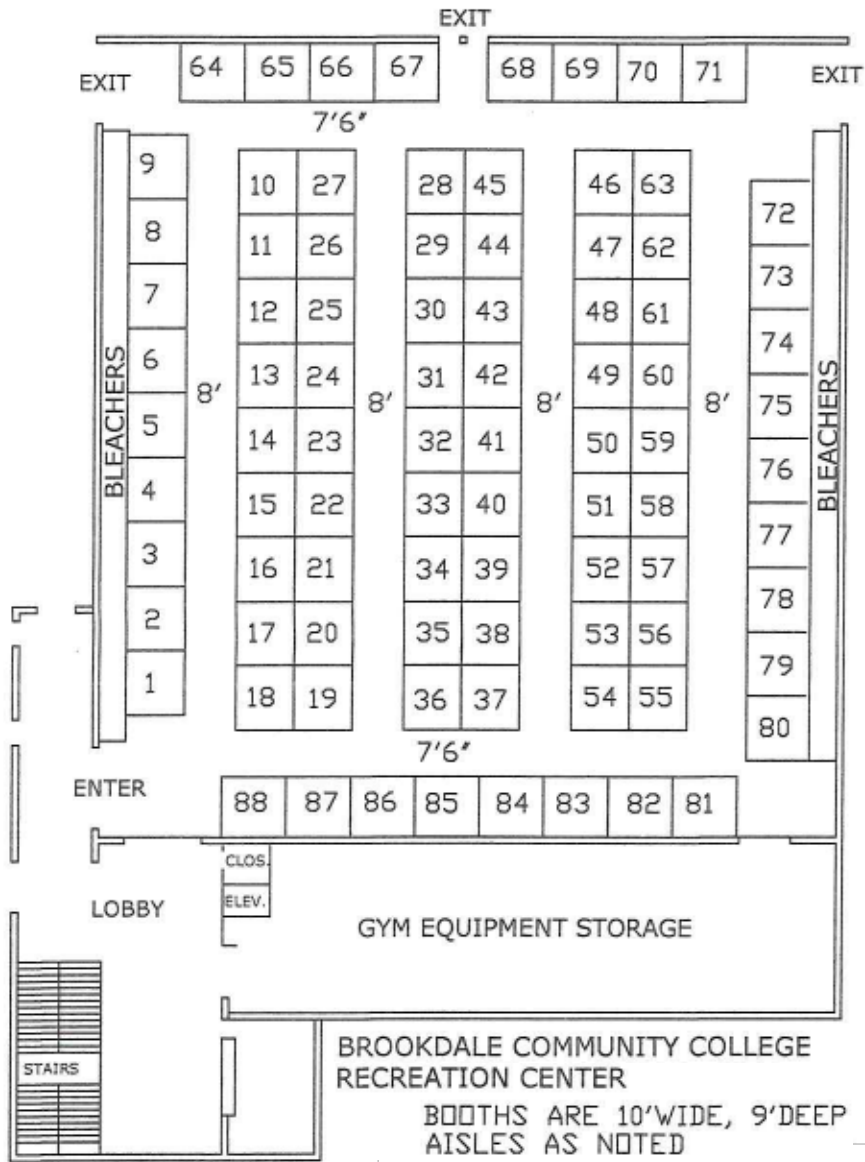 EXIT
EXIT 64 65 66 67 68 69 70 71 EXIT
7'6"
9 10 27 28 45 46 63 72
8 11 26 29 44 47 62 73
7 12 25 30 43 48 61 74
6 13 24 31 42 49 60 75
BLEACHERS 8' 8' 8' 8' BLEACHERS
5 14 23 32 41 50 59 76
4 15 22 33 40 51 58 77
3 16 21 34 39 52 57 78
2 17 20 35 38 53 56 79
1 18 19 36 37 54 55 80
7'6"
ENTER
88 87 86 85 84 83 82 81
CLOS.
LOBBY ELEV.
GYM EQUIPMENT STORAGE
STAIRS
BROOKDALE COMMUNITY COLLEGE
RECREATION CENTER
BOOTHS ARE 10'WIDE, 9'DEEP
AISLES AS NOTED